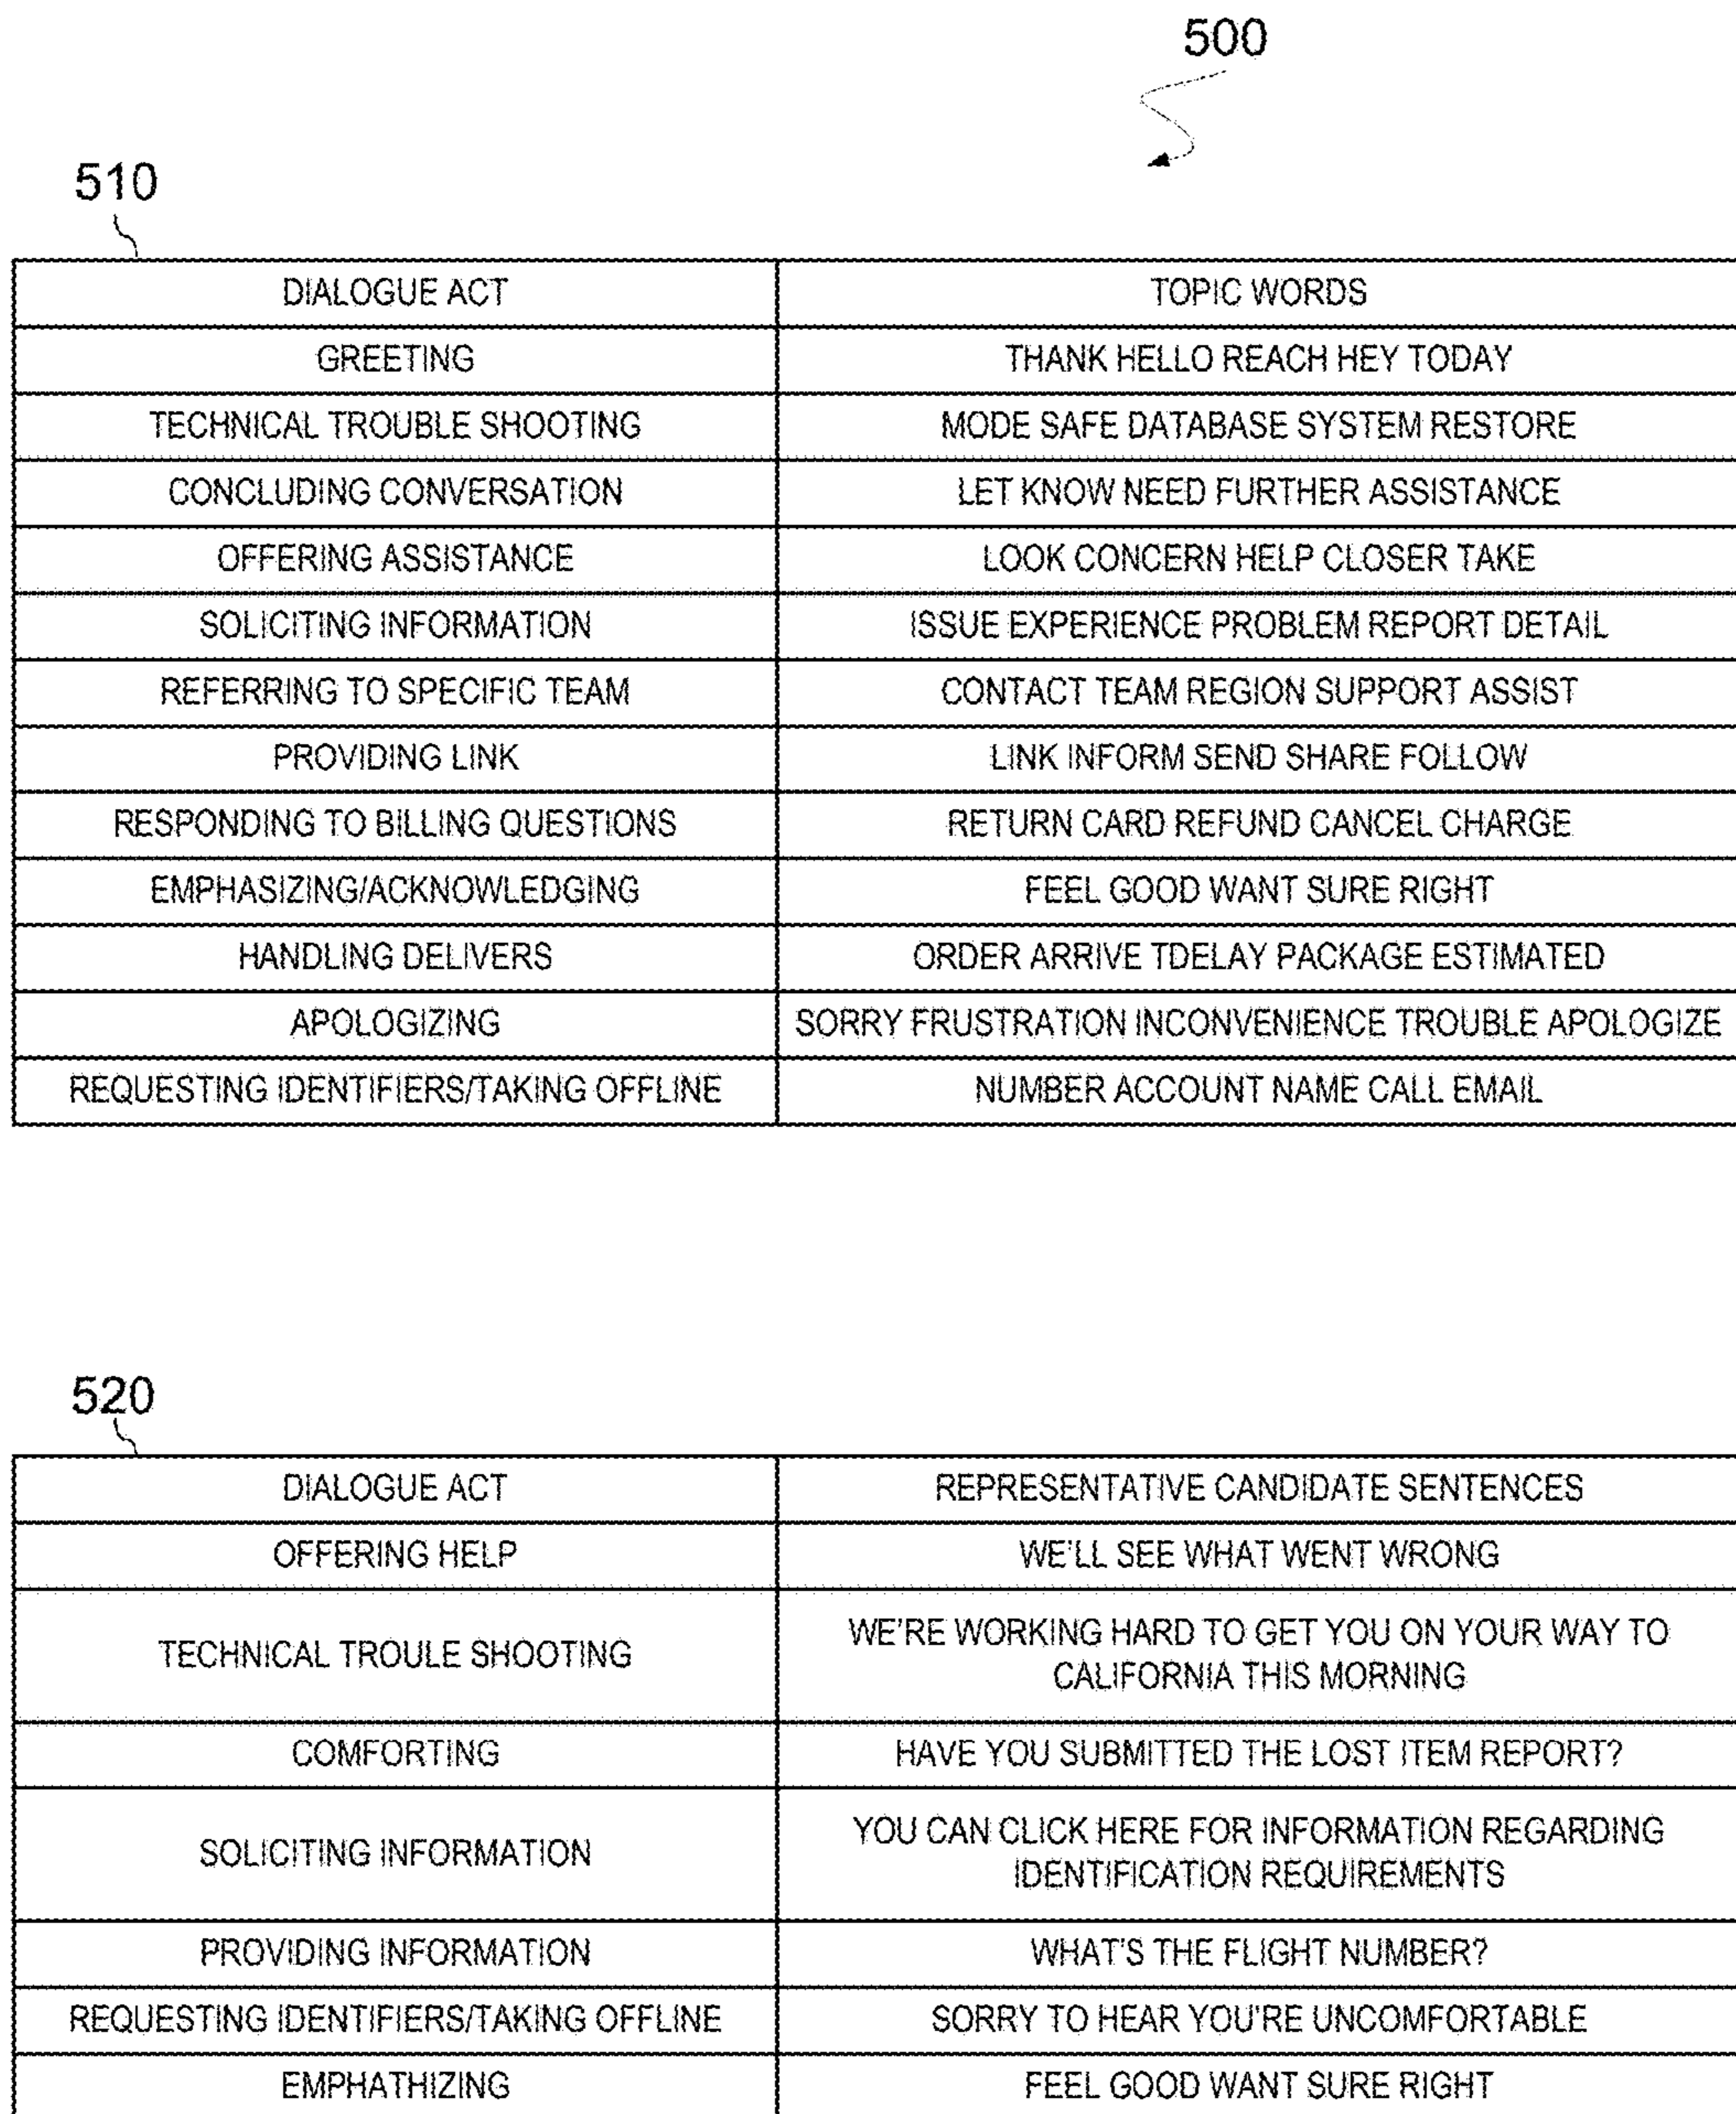 500
510
DIALOGUE ACT TOPIC WORDS
GREETING THANK HELLO REACH HEY TODAY
TECHNICAL TROUBLE SHOOTING MODE SAFE DATABASE SYSTEM RESTORE
CONCLUDING CONVERSATION LET KNOW NEED FURTHER ASSISTANCE
OFFERING ASSISTANCE LOOK CONCERN HELP CLOSER TAKE
SOLICITING INFORMATION ISSUE EXPERIENCE PROBLEM REPORT DETAIL
REFERRING TO SPECIFIC TEAM CONTACT TEAM REGION SUPPORT ASSIST
PROVIDING LINK LINK INFORM SEND SHARE FOLLOW
RESPONDING TO BILLING QUESTIONS RETURN CARD REFUND CANCEL CHARGE
EMPHASIZING/ACKNOWLEDGING FEEL GOOD WANT SURE RIGHT
HANDLING DELIVERS ORDER ARRIVE TDELAY PACKAGE ESTIMATED
APOLOGIZING SORRY FRUSTRATION INCONVENIENCE TROUBLE APOLOGIZE
REQUESTING IDENTIFIERS/TAKING OFFLINE NUMBER ACCOUNT NAME CALL EMAIL
520
DIALOGUE ACT REPRESENTATIVE CANDIDATE SENTENCES
OFFERING HELP WE'LL SEE WHAT WENT WRONG
TECHNICAL TROULE SHOOTING WE'RE WORKING HARD TO GET YOU ON YOUR WAY TO
CALIFORNIA THIS MORNING
COMFORTING HAVE YOU SUBMITTED THE LOST ITEM REPORT?
SOLICITING INFORMATION YOU CAN CLICK HERE FOR INFORMATION REGARDING
IDENTIFICATION REQUIREMENTS
PROVIDING INFORMATION WHAT'S THE FLIGHT NUMBER?
REQUESTING IDENTIFIERS/TAKING OFFLINE SORRY TO HEAR YOU'RE UNCOMFORTABLE
EMPHATHIZING FEEL GOOD WANT SURE RIGHT